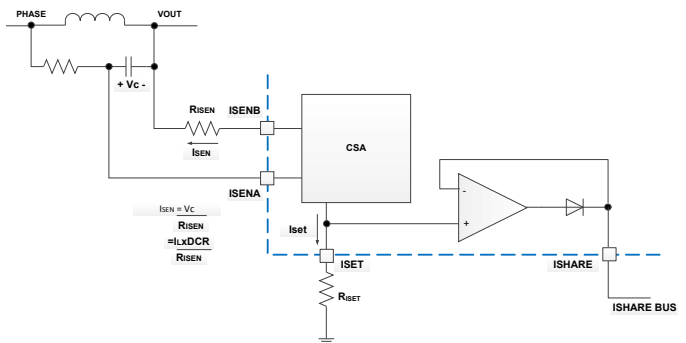 PHASE
VOUT
+ Vc -
RISEN
ISENB
ISEN
CSA
ISENA
ISEN = Vc
RISEN
=ILxDCR
RISEN
Iset
-
+
ISET
ISHARE
RISET
ISHARE BUS